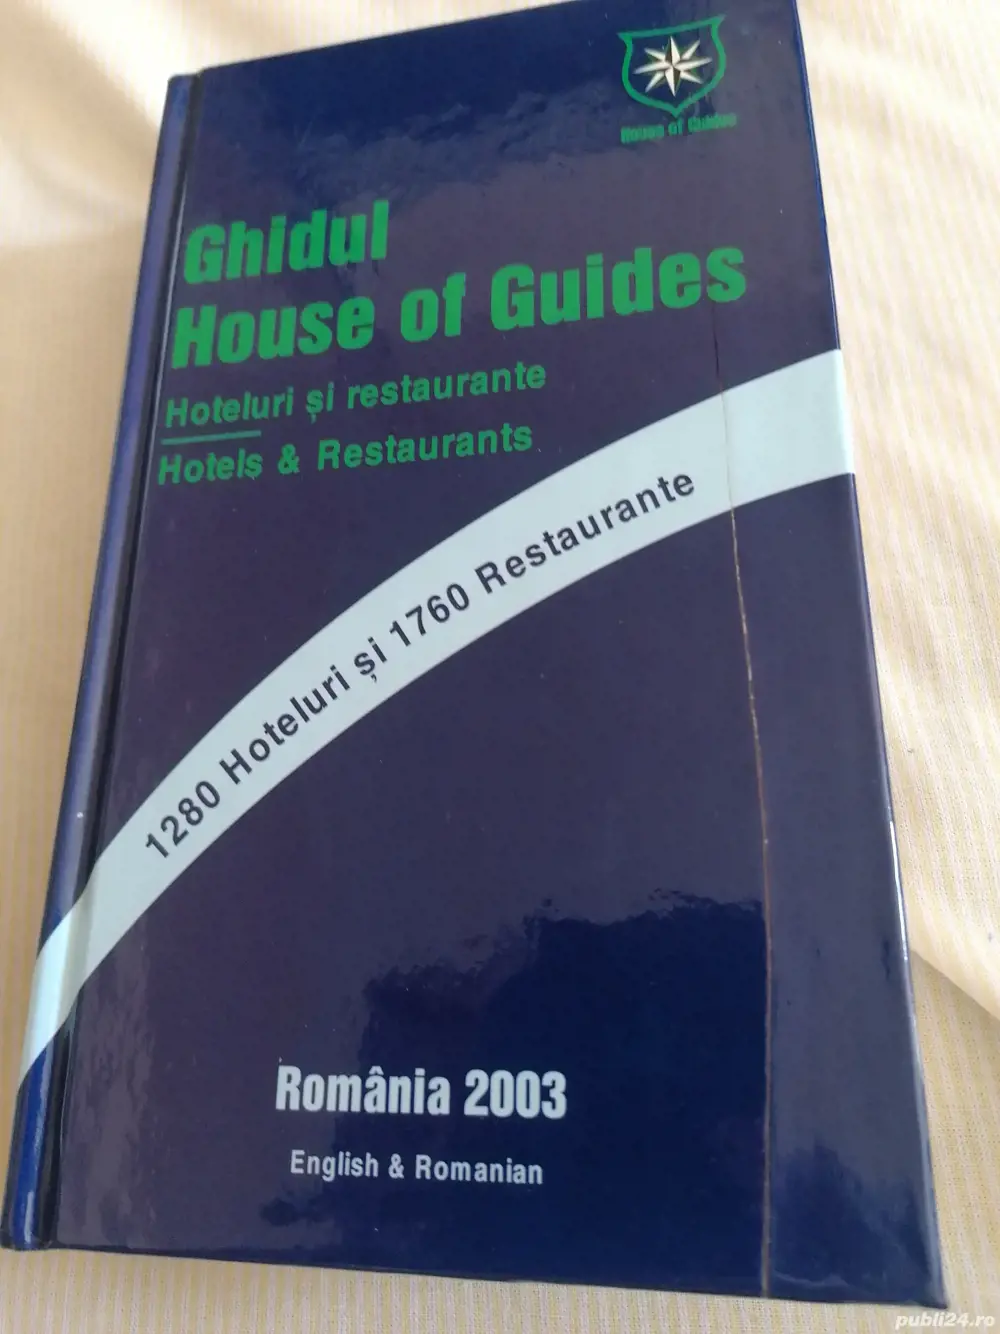 House of Guides
Ghidul
House of Guides
Hoteluri și restaurante
Hotels & Restaurants
1280 Hoteluri și 1760 Restaurante
România 2003
English & Romanian
publi24.ro